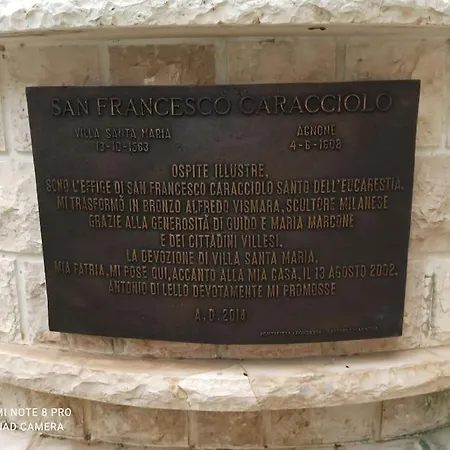 SAN FRANCESCO CARACCIOLO
VILLA SANTA MARIA AGNONE
13-10-1563 4-6-1608
OSPITE ILLUSTRE,
SONO L'EFFIGE DI SAN FRANCESCO CARACCIOLO SANTO DELL'EUCARESTIA.
MI TRASFORMÒ IN BRONZO ALFREDO VISMARA, SCULTORE MILANESE
GRAZIE ALLA GENEROSITÀ DI GUIDO E MARIA MARCONE
E DEI CITTADINI VILLESI.
LA DEVOZIONE DI VILLA SANTA MARIA,
MIA PATRIA, MI POSE QUI, ACCANTO ALLA MIA CASA, IL 13 AGOSTO 2002.
ANTONIO DI LELLO DEVOTAMENTE MI PROMOSSE
A. D. 2014
MI NOTE 8 PRO
AD CAMERA